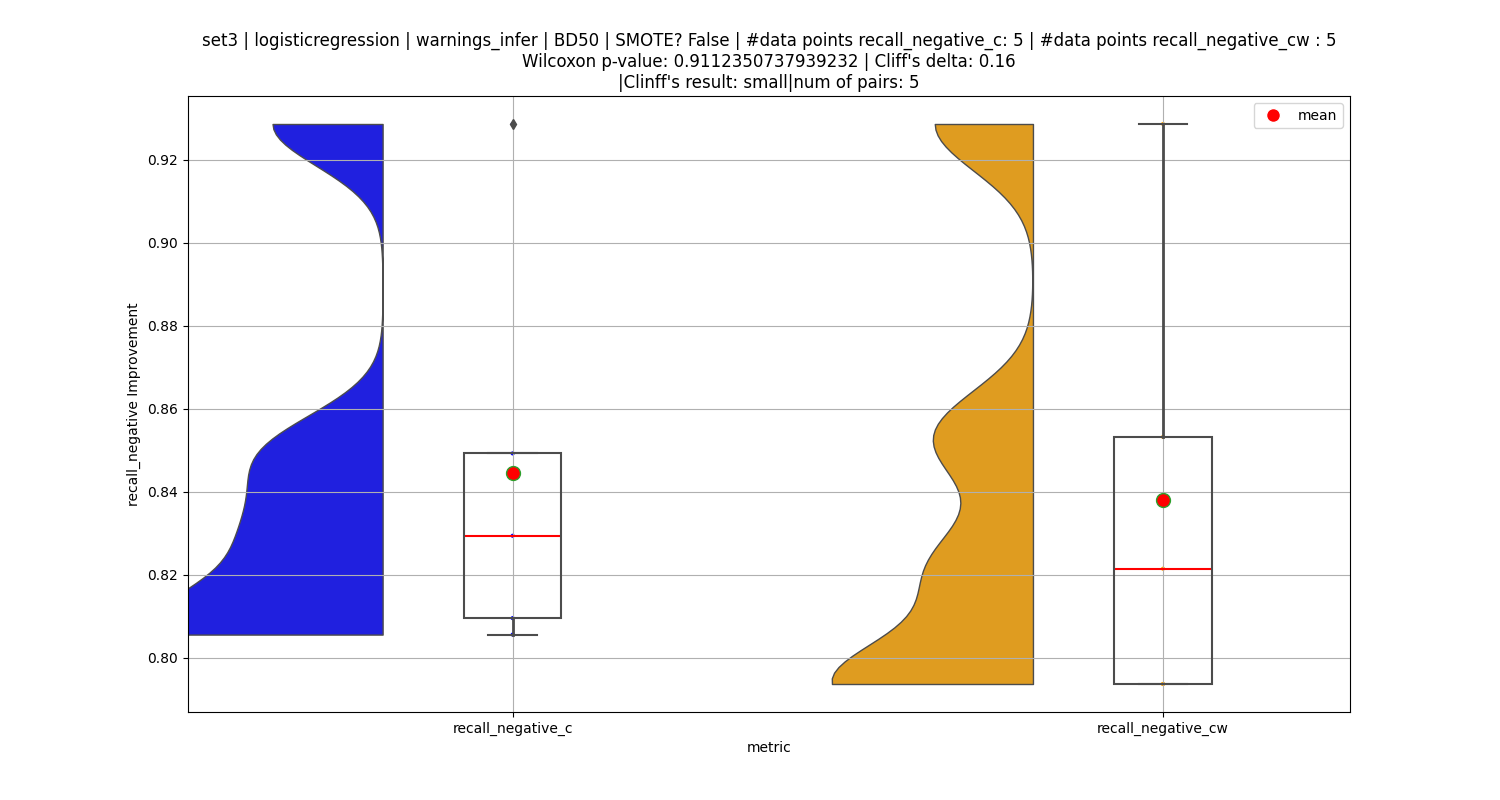 set3 | logisticregression | warnings_infer | BD50 | SMOTE? False | #data points recall_negative_c: 5 | #data points recall_negative_cw : 5
Wilcoxon p-value: 0.9112350737939232 | Cliff's delta: 0.16
|Clinff's result: small|num of pairs: 5
mean
0.92
0.90
0.88
0.86
0.84
0.82
0.80
recall_negative Improvement
recall_negative_c
recall_negative_cw
metric